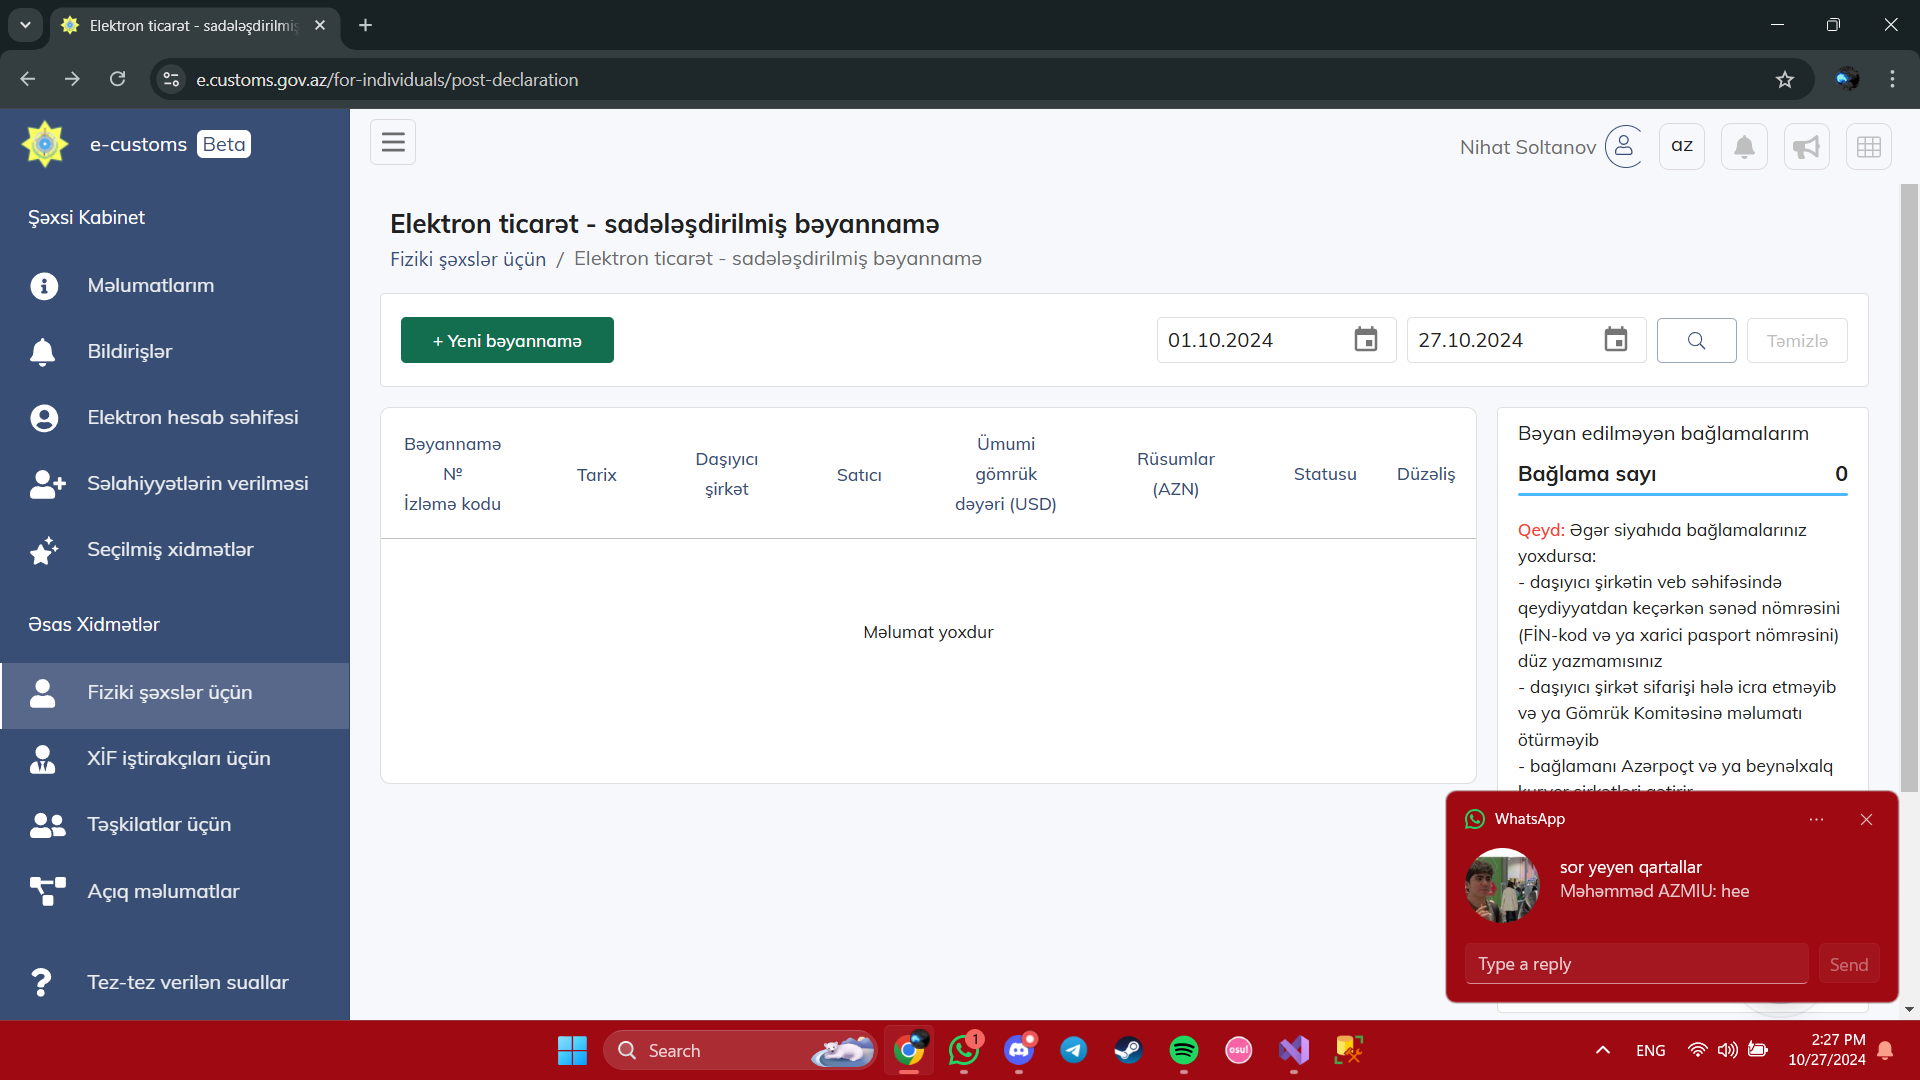 Elektron ticarət - sadələşdirilmiş
e.customs.gov.az/for-individuals/post-declaration
e-customs Beta
Nihat Soltanov
az
Şəxsi Kabinet
Məlumatlarım
Bildirişlər
Elektron hesab səhifəsi
Səlahiyyətlərin verilməsi
Seçilmiş xidmətlər
Əsas Xidmətlər
Fiziki şəxslər üçün
XİF iştirakçıları üçün
Təşkilatlar üçün
Açıq məlumatlar
Tez-tez verilən suallar
Elektron ticarət - sadələşdirilmiş bəyannamə
Fiziki şəxslər üçün / Elektron ticarət - sadələşdirilmiş bəyannamə
+ Yeni bəyannamə
01.10.2024
27.10.2024
Təmizlə
Bəyannamə
№
İzləmə kodu
Tarix
Daşıyıcı
şirkət
Satıcı
Ümumi
gömrük
dəyəri (USD)
Rüsumlar
(AZN)
Statusu
Düzəliş
Məlumat yoxdur
Bəyan edilməyən bağlamalarım
Bağlama sayı 0
Qeyd: Əgər siyahıda bağlamalarınız
yoxdursa:
- daşıyıcı şirkətin veb səhifəsində
qeydiyyatdan keçərkən sənəd nömrəsini
(FİN-kod və ya xarici pasport nömrəsini)
düz yazmamısınız
- daşıyıcı şirkət sifarişi hələ icra etməyib
və ya Gömrük Komitəsinə məlumatı
ötürməyib
- bağlamanı Azərpoçt və ya beynəlxalq
kuryer şirkətləri gətirir
WhatsApp
sor yeyen qartallar
Məhəmməd AZMIU: hee
Type a reply
Send
Search
1
osu!
ENG
2:27 PM
10/27/2024